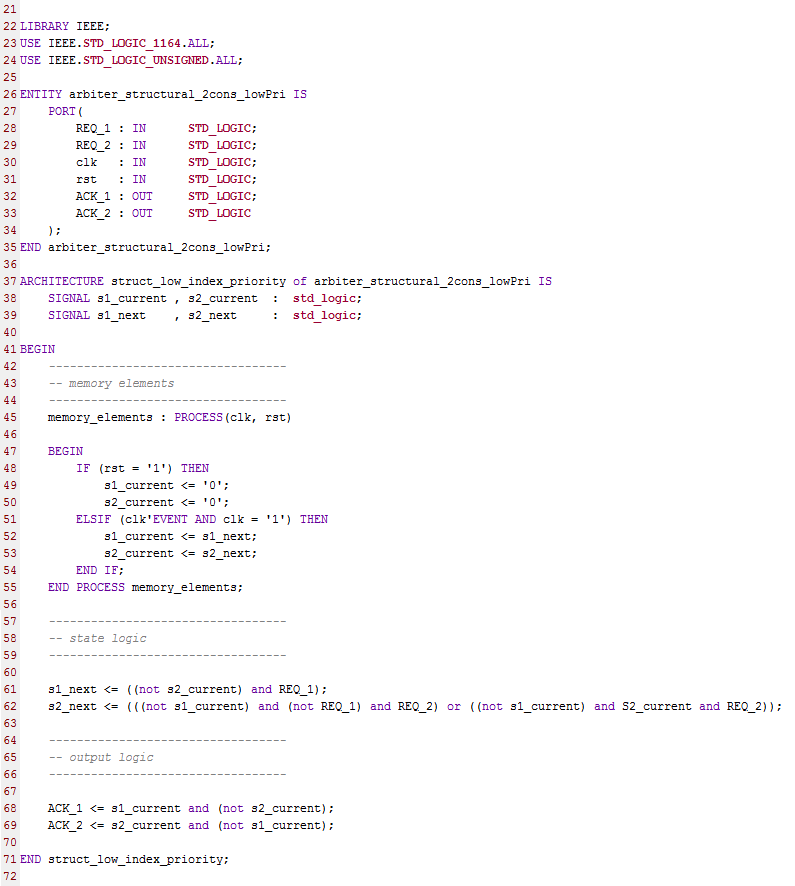 21
22 LIBRARY IEEE;
23 USE IEEE.STD_LOGIC_1164.ALL;
24 USE IEEE.STD_LOGIC_UNSIGNED.ALL;
25
26 ENTITY arbiter_structural_2cons_lowPri IS
27     PORT(
28         REQ_1 : IN      STD_LOGIC;
29         REQ_2 : IN      STD_LOGIC;
30         clk   : IN      STD_LOGIC;
31         rst   : IN      STD_LOGIC;
32         ACK_1 : OUT     STD_LOGIC;
33         ACK_2 : OUT     STD_LOGIC
34     );
35 END arbiter_structural_2cons_lowPri;
36
37 ARCHITECTURE struct_low_index_priority of arbiter_structural_2cons_lowPri IS
38     SIGNAL s1_current , s2_current  :  std_logic;
39     SIGNAL s1_next    , s2_next     :  std_logic;
40
41 BEGIN
42     ----------------------------------
43     -- memory elements
44     ----------------------------------
45     memory_elements : PROCESS(clk, rst)
46
47     BEGIN
48         IF (rst = '1') THEN
49             s1_current <= '0';
50             s2_current <= '0';
51         ELSIF (clk'EVENT AND clk = '1') THEN
52             s1_current <= s1_next;
53             s2_current <= s2_next;
54         END IF;
55     END PROCESS memory_elements;
56
57     ----------------------------------
58     -- state logic
59     ----------------------------------
60
61     s1_next <= ((not s2_current) and REQ_1);
62     s2_next <= (((not s1_current) and (not REQ_1) and REQ_2) or ((not s1_current) and S2_current and REQ_2));
63
64     ----------------------------------
65     -- output logic
66     ----------------------------------
67
68     ACK_1 <= s1_current and (not s2_current);
69     ACK_2 <= s2_current and (not s1_current);
70
71 END struct_low_index_priority;
72